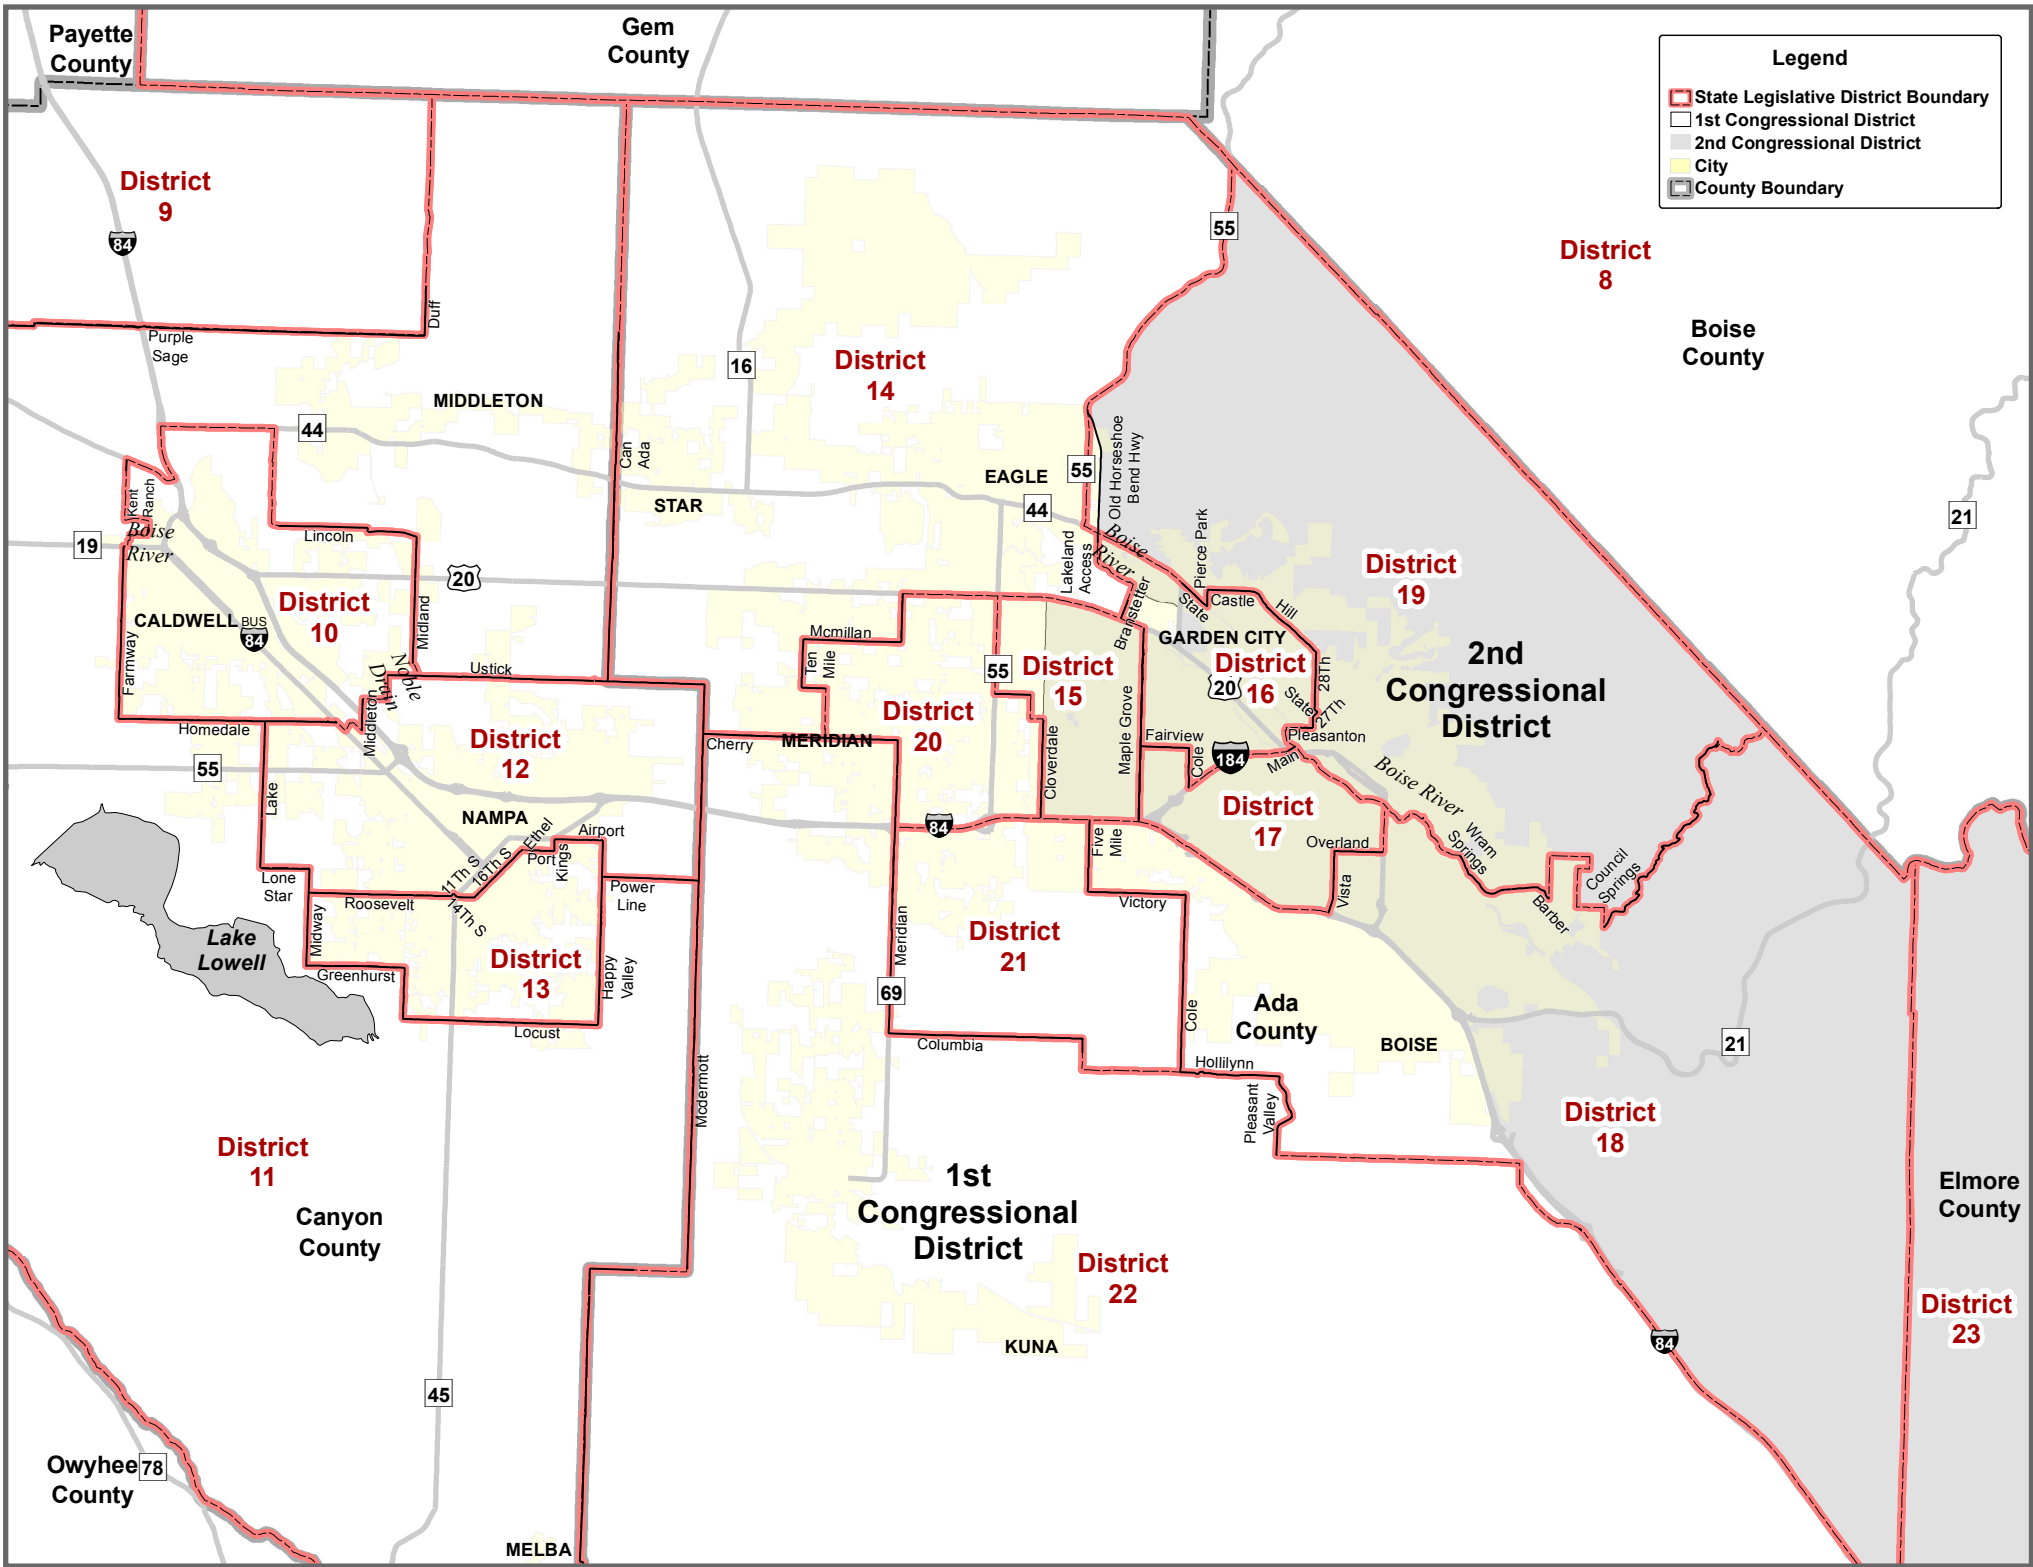 Payette
County
Gem
County
Legend
State Legislative District Boundary
1st Congressional District
2nd Congressional District
City
County Boundary
District
9
84
55
District
8
Boise
County
Duff
Purple
Sage
16
District
14
MIDDLETON
44
Can
Ada
STAR
EAGLE
55
44
Old Horseshoe
Bend Hwy
21
Kent
Ranch
Boise
River
19
Lincoln
20
Lakeland
Access
Boise
River
Pierce Park
State
Castle
Hill
District
19
CALDWELL
BUS
84
District
10
Midland
Farmway
Noble
Drain
Ustick
Mcmillan
Ten
Mile
55
District
15
Branstetter
GARDEN CITY
District
16
20
28Th
State
27Th
Pleasanton
2nd
Congressional
District
Homedale
Middleton
District
12
55
Lake
Cherry
MERIDIAN
District
20
Cloverdale
Maple Grove
Fairview
Cole
184
Main
Boise River
District
17
Overland
Vista
Wram
Springs
Council
Springs
Barber
NAMPA
Ethel
Airport
Port
Kings
11Th S
16Th S
14Th S
Lone
Star
Roosevelt
Power
Line
84
Five
Mile
Victory
Midway
Greenhurst
District
13
Happy
Valley
Locust
Lake
Lowell
Meridian
69
District
21
Cole
Columbia
Ada
County
BOISE
Hollilynn
Pleasant
Valley
21
Mcdermott
District
11
Canyon
County
1st
Congressional
District
District
22
KUNA
District
18
Elmore
County
District
23
84
45
Owyhee
County
78
MELBA